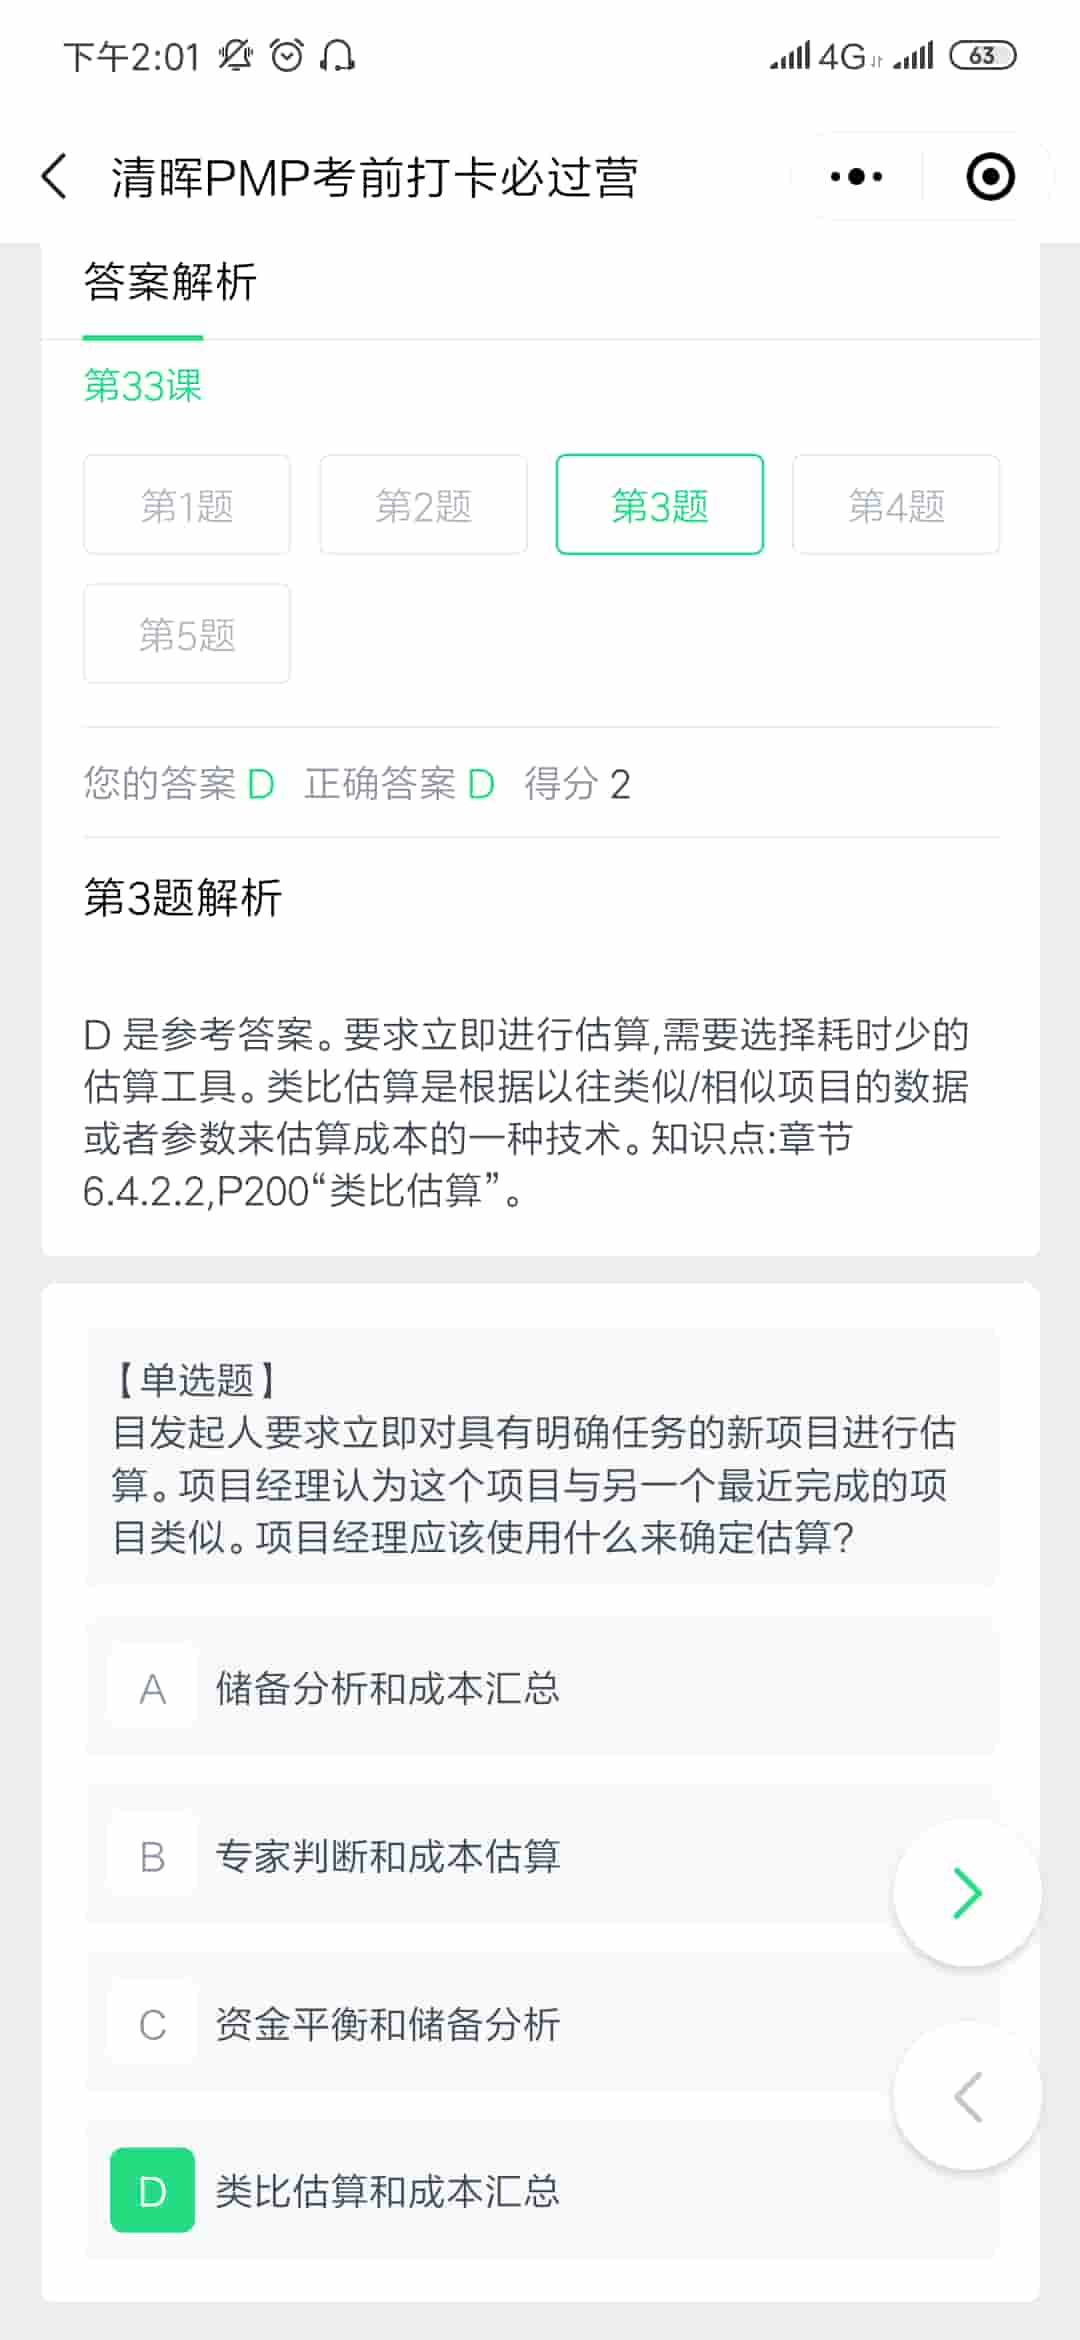 下午2:01 4G 63
清晖PMP考前打卡必过营
答案解析
第33课
第1题 第2题 第3题 第4题
第5题
您的答案 D 正确答案 D 得分 2
第3题解析
D 是参考答案。要求立即进行估算,需要选择耗时少的
估算工具。类比估算是根据以往类似/相似项目的数据
或者参数来估算成本的一种技术。知识点:章节
6.4.2.2,P200“类比估算”。
【单选题】
目发起人要求立即对具有明确任务的新项目进行估
算。项目经理认为这个项目与另一个最近完成的项
目类似。项目经理应该使用什么来确定估算?
A 储备分析和成本汇总
B 专家判断和成本估算
C 资金平衡和储备分析
D 类比估算和成本汇总